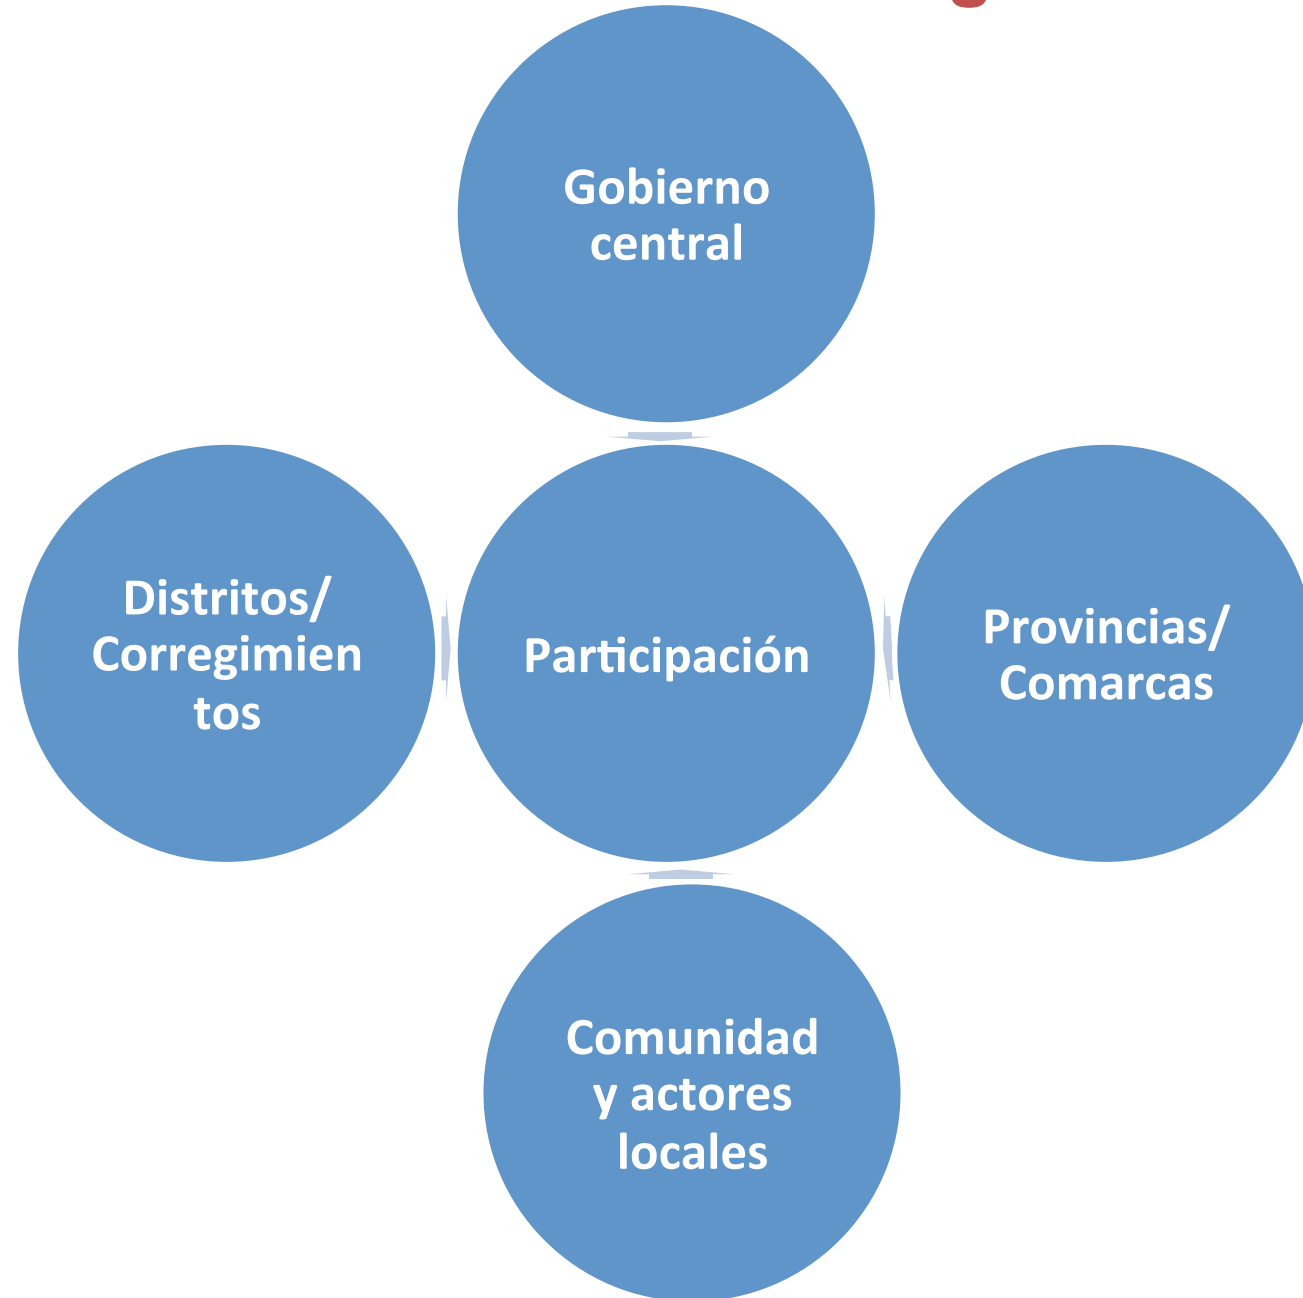 Gobierno
central
Distritos/
Corregimien
tos
Participación
Provincias/
Comarcas
Comunidad
y actores
locales